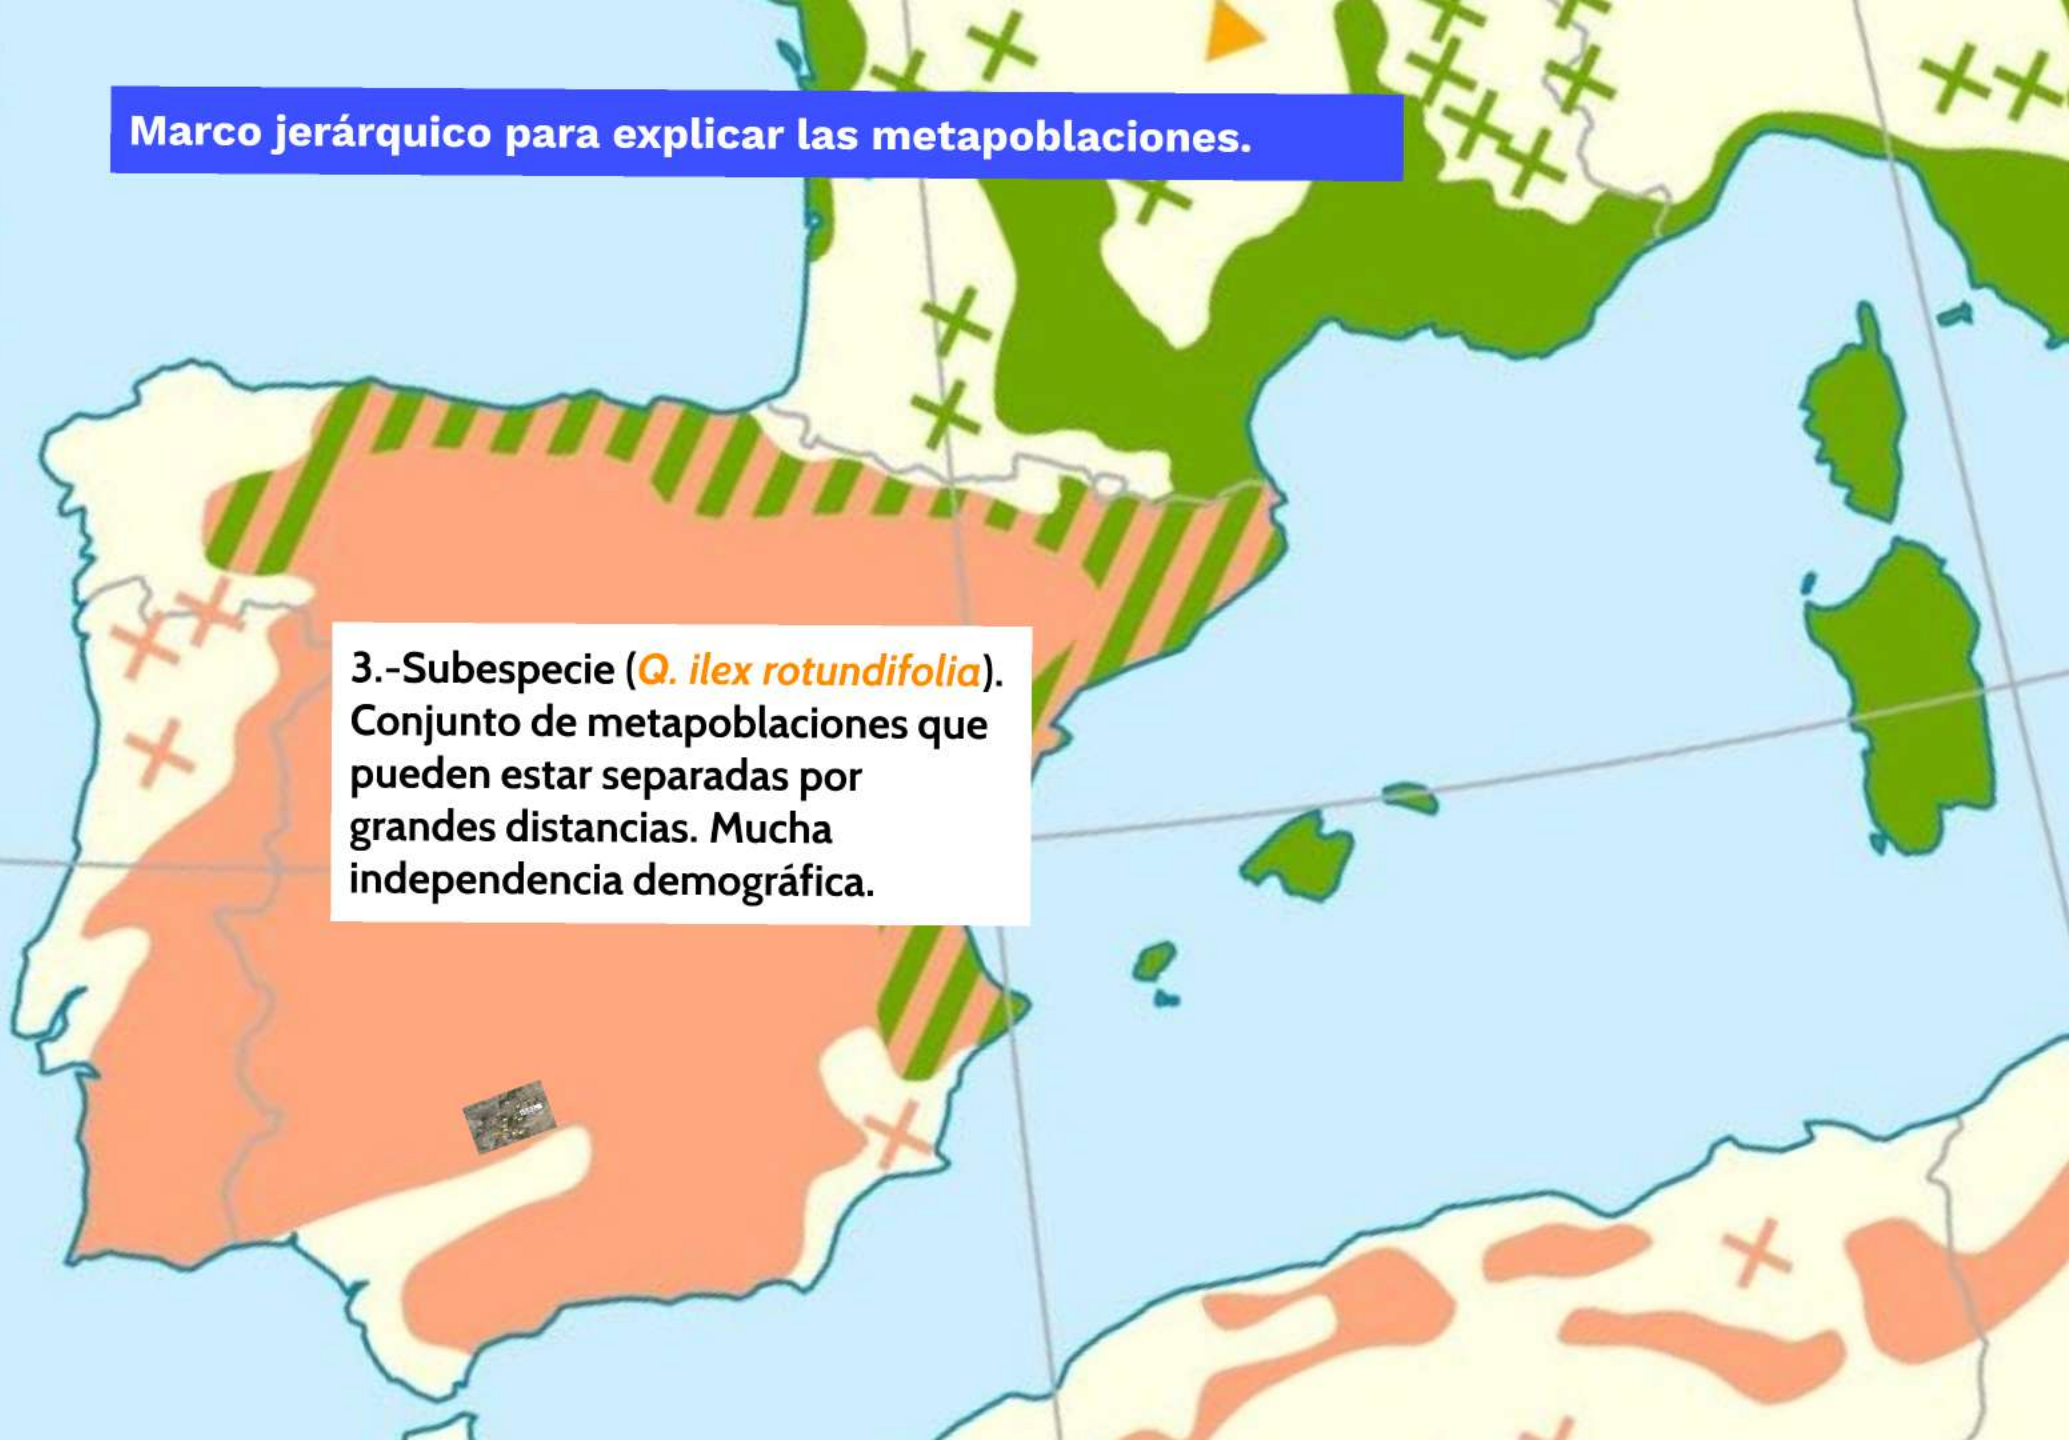 Marco jerárquico para explicar las metapoblaciones.
3.-Subespecie (Q. ilex rotundifolia).
Conjunto de metapoblaciones que
pueden estar separadas por
grandes distancias. Mucha
independencia demográfica.